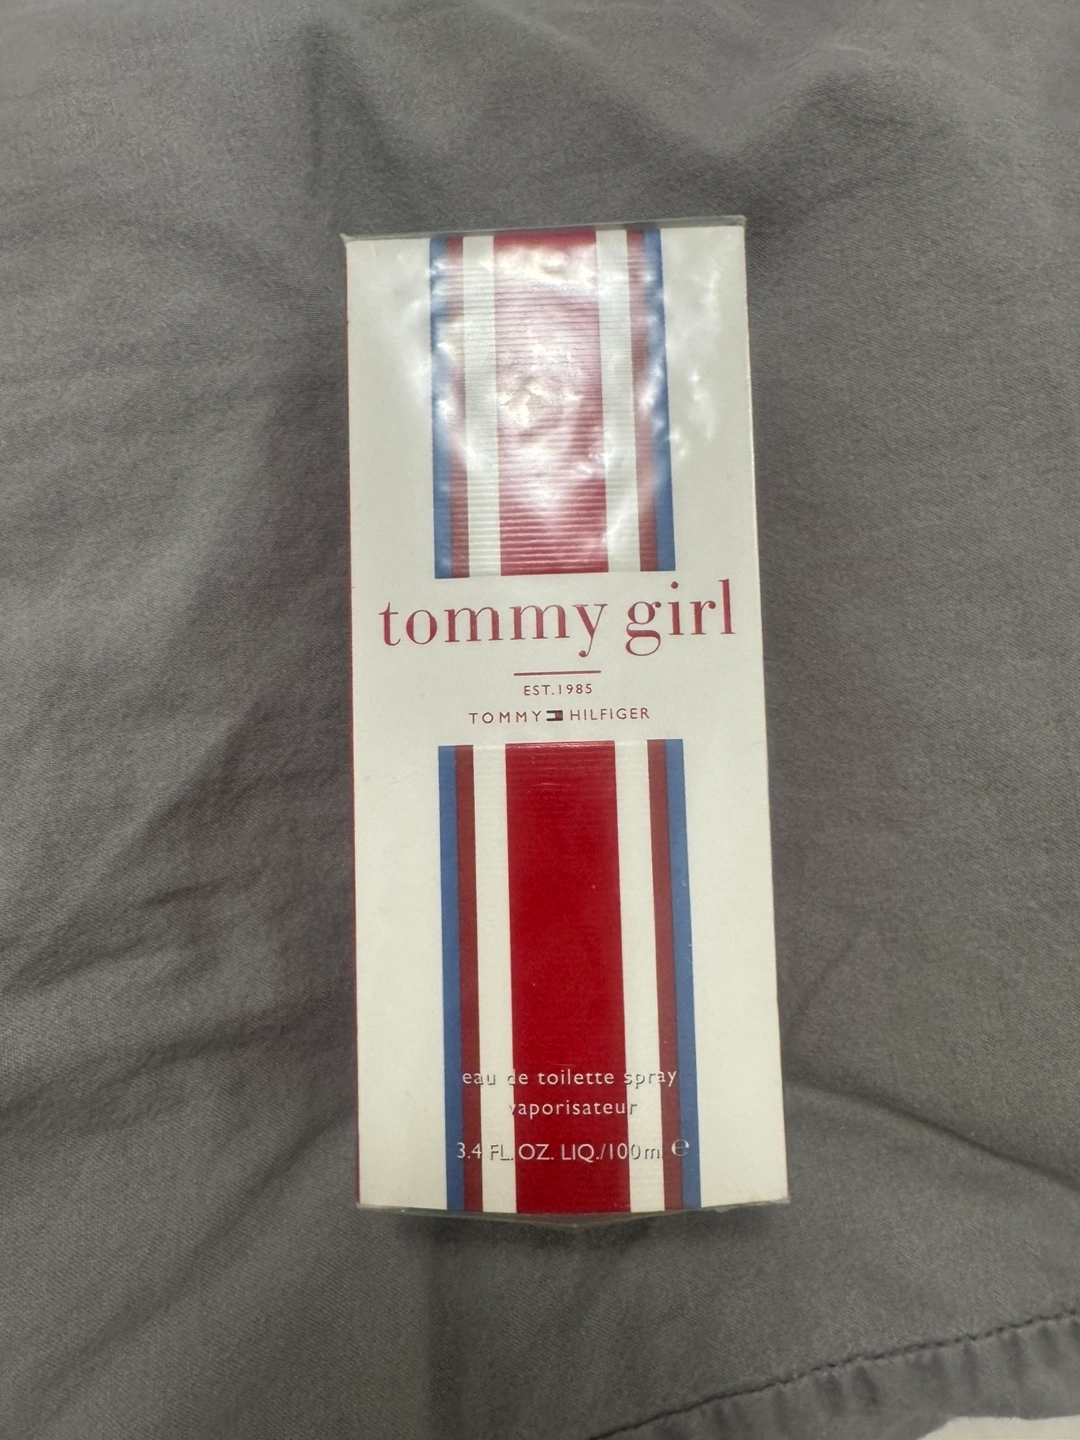 tommy girl
EST.1985
TOMMY HILFIGER
eau de toilette spray
vaporisateur
3.4 FL. OZ. LIQ./100ml ℮